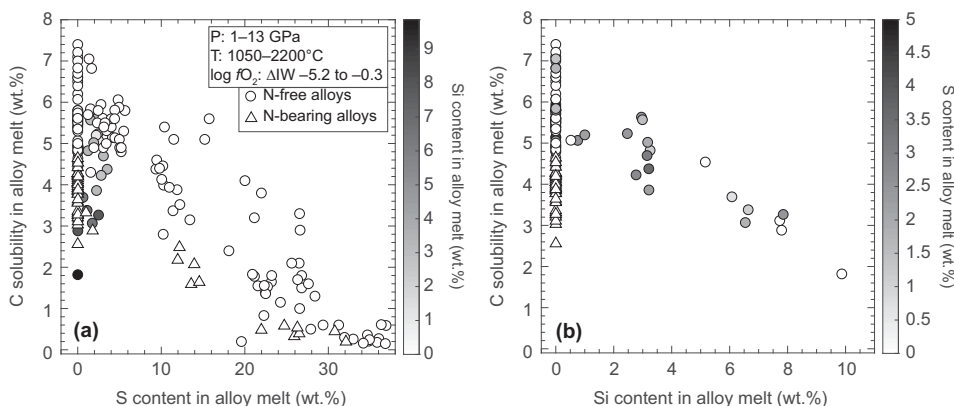 8
7
6
5
4
3
2
1
0
C solubility in alloy melt (wt.%)
P: 1–13 GPa
T: 1050–2200°C
log fO₂: ΔIW –5.2 to –0.3
N-free alloys
N-bearing alloys
(a)
0 10 20 30
S content in alloy melt (wt.%)
9
8
7
6
5
4
3
2
1
0
Si content in alloy melt (wt.%)
8
7
6
5
4
3
2
1
0
C solubility in alloy melt (wt.%)
(b)
0 2 4 6 8 10
Si content in alloy melt (wt.%)
5
4.5
4
3.5
3
2.5
2
1.5
1
0.5
0
S content in alloy melt (wt.%)